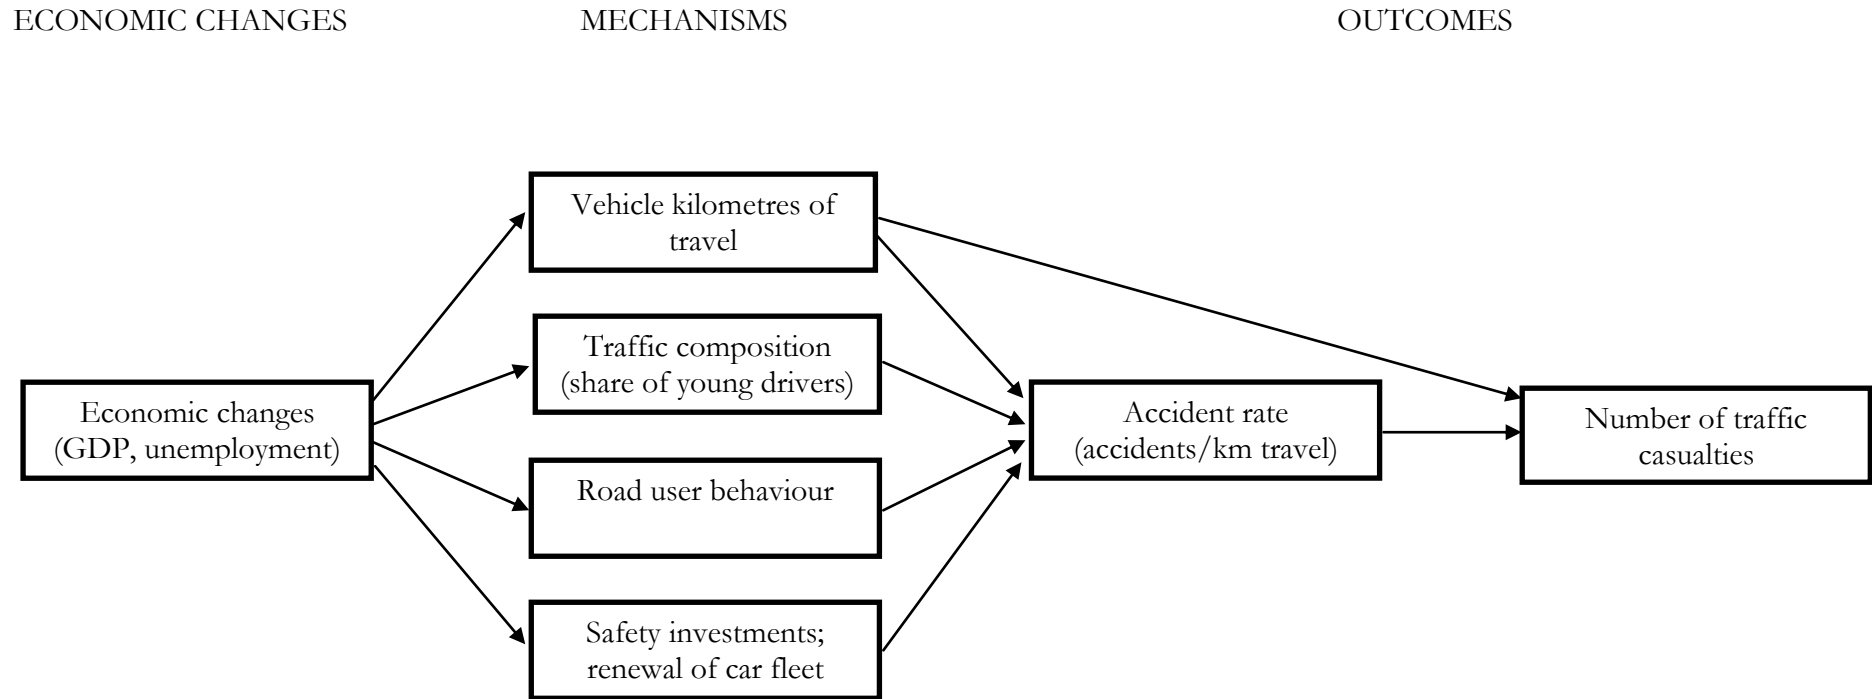 ECONOMIC CHANGES
MECHANISMS
OUTCOMES
Vehicle kilometres of
travel
Traffic composition
(share of young drivers)
Economic changes
(GDP, unemployment)
Accident rate
(accidents/km travel)
Number of traffic
casualties
Road user behaviour
Safety investments;
renewal of car fleet